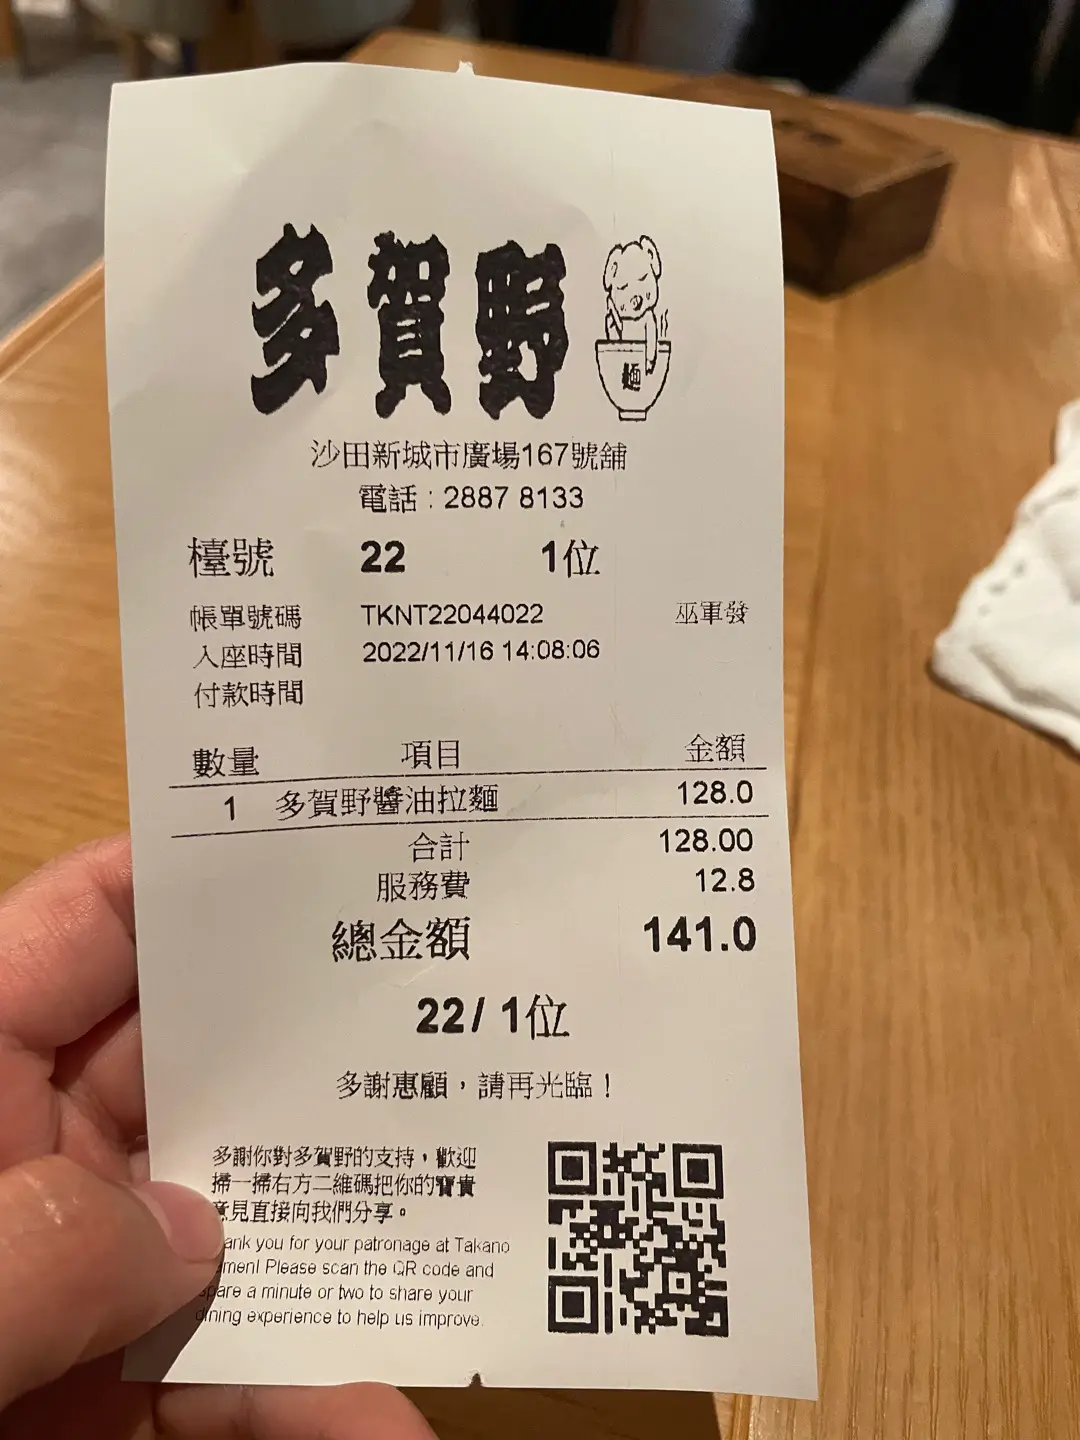 多賀野
麵
沙田新城市廣場167號舖
電話：2887 8133
檯號 22 1位
帳單號碼 TKNT22044022 巫軍發
入座時間 2022/11/16 14:08:06
付款時間
數量 項目 金額
1 多賀野醬油拉麵 128.0
合計 128.00
服務費 12.8
總金額 141.0
22/ 1位
多謝惠顧，請再光臨！
多謝你對多賀野的支持，歡迎
掃一掃右方二維碼把你的寶貴
意見直接向我們分享。
ank you for your patronage at Takano
amen! Please scan the QR code and
spare a minute or two to share your
dining experience to help us improve.